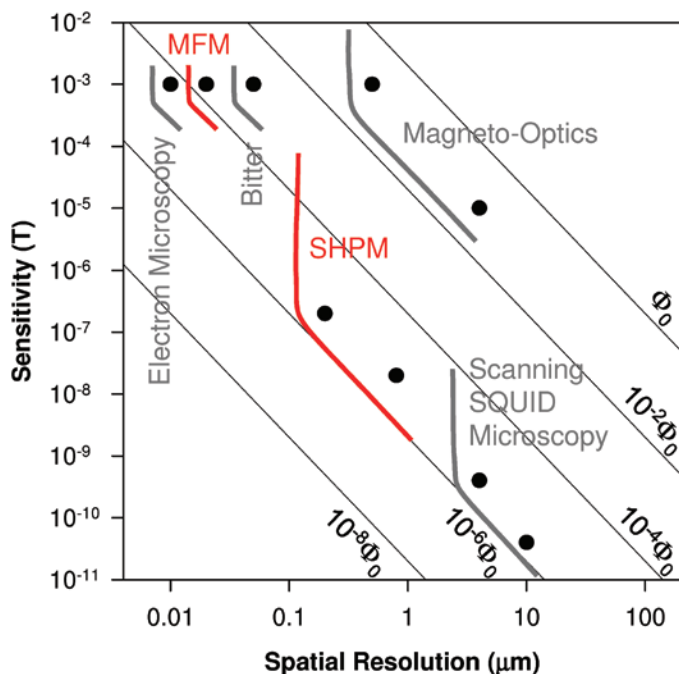 10⁻²
10⁻³
10⁻⁴
10⁻⁵
10⁻⁶
10⁻⁷
10⁻⁸
10⁻⁹
10⁻¹⁰
10⁻¹¹
Sensitivity (T)
MFM
Electron Microscopy
Bitter
Magneto-Optics
SHPM
Scanning
SQUID
Microscopy
Φ₀
10⁻²Φ₀
10⁻⁴Φ₀
10⁻⁶Φ₀
10⁻⁸Φ₀
0.01 0.1 1 10 100
Spatial Resolution (μm)